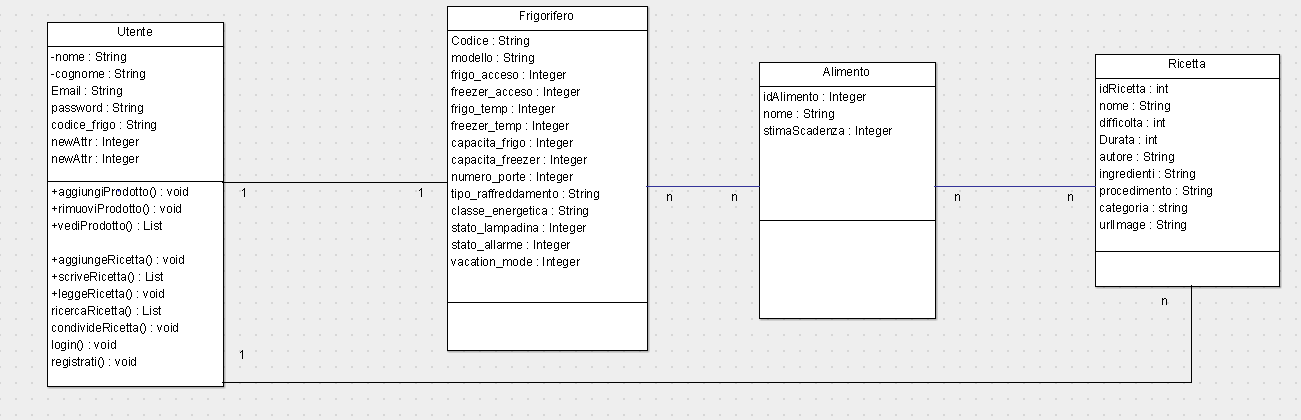 Utente
-nome : String
-cognome : String
Email : String
password : String
codice_frigo : String
newAttr : Integer
newAttr : Integer
+aggiungiProdotto() : void
+rimuoviProdotto() : void
+vediProdotto() : List
+aggiungeRicetta() : void
+scriveRicetta() : List
+leggeRicetta() : void
ricercaRicetta() : List
condivideRicetta() : void
login() : void
registrati() : void
1
1
1
Frigorifero
Codice : String
modello : String
frigo_acceso : Integer
freezer_acceso : Integer
frigo_temp : Integer
freezer_temp : Integer
capacita_frigo : Integer
capacita_freezer : Integer
numero_porte : Integer
tipo_raffreddamento : String
classe_energetica : String
stato_lampadina : Integer
stato_allarme : Integer
vacation_mode : Integer
n
n
Alimento
idAlimento : Integer
nome : String
stimaScadenza : Integer
n
n
Ricetta
idRicetta : int
nome : String
difficolta : int
Durata : int
autore : String
ingredienti : String
procedimento : String
categoria : string
urlImage : String
n